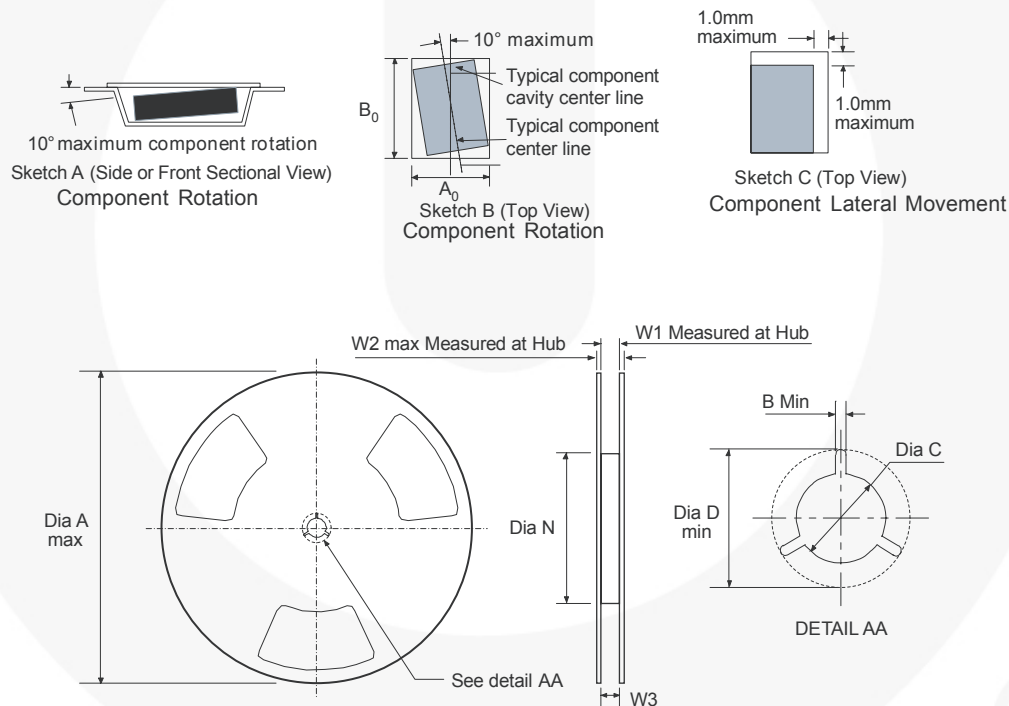 10° maximum component rotation
Sketch A (Side or Front Sectional View)
Component Rotation
10° maximum
Typical component
cavity center line
Typical component
center line
B0
A0
Sketch B (Top View)
Component Rotation
1.0mm
maximum
1.0mm
maximum
Sketch C (Top View)
Component Lateral Movement
W2 max Measured at Hub
W1 Measured at Hub
Dia A
max
See detail AA
Dia N
W3
B Min
Dia C
Dia D
min
DETAIL AA